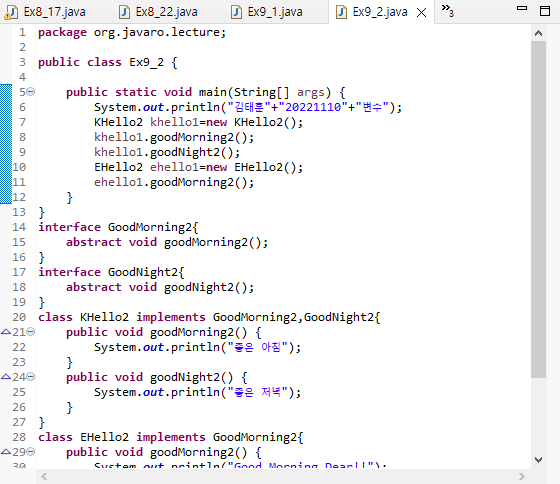 Ex8_17.java Ex8_22.java Ex9_1.java Ex9_2.java 3
1 package org.javaro.lecture;
2
3 public class Ex9_2 {
4
5 public static void main(String[] args) {
6 System.out.println("김태훈"+"20221110"+"변수");
7 KHello2 khello1=new KHello2();
8 khello1.goodMorning2();
9 khello1.goodNight2();
10 EHello2 ehello1=new EHello2();
11 ehello1.goodMorning2();
12 }
13 }
14 interface GoodMorning2{
15 abstract void goodMorning2();
16 }
17 interface GoodNight2{
18 abstract void goodNight2();
19 }
20 class KHello2 implements GoodMorning2,GoodNight2{
21 public void goodMorning2() {
22 System.out.println("좋은 아침");
23 }
24 public void goodNight2() {
25 System.out.println("좋은 저녁");
26 }
27 }
28 class EHello2 implements GoodMorning2{
29 public void goodMorning2() {
30 System.out.println("Good Morning Dear!!");